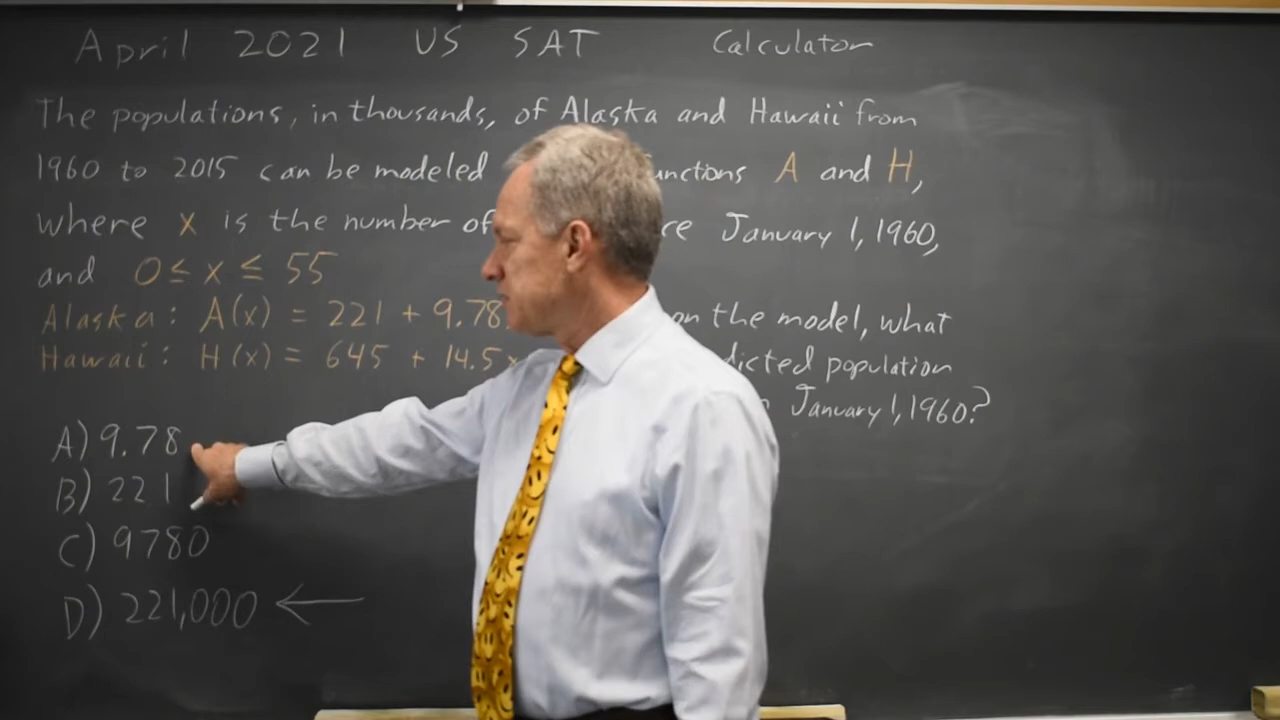 April 2021 US SAT Calculator
The populations, in thousands, of Alaska and Hawaii from
1960 to 2015 can be modeled A and H,
where x is the number of January 1, 1960,
and 0 ≤ x ≤ 55
Alaska: A(x) = 221 + 9.78
Hawaii: H(x) = 645 + 14.5x
on the model, what
population
January 1, 1960?
A) 9.78
B) 221
C) 9780
D) 221,000 ←